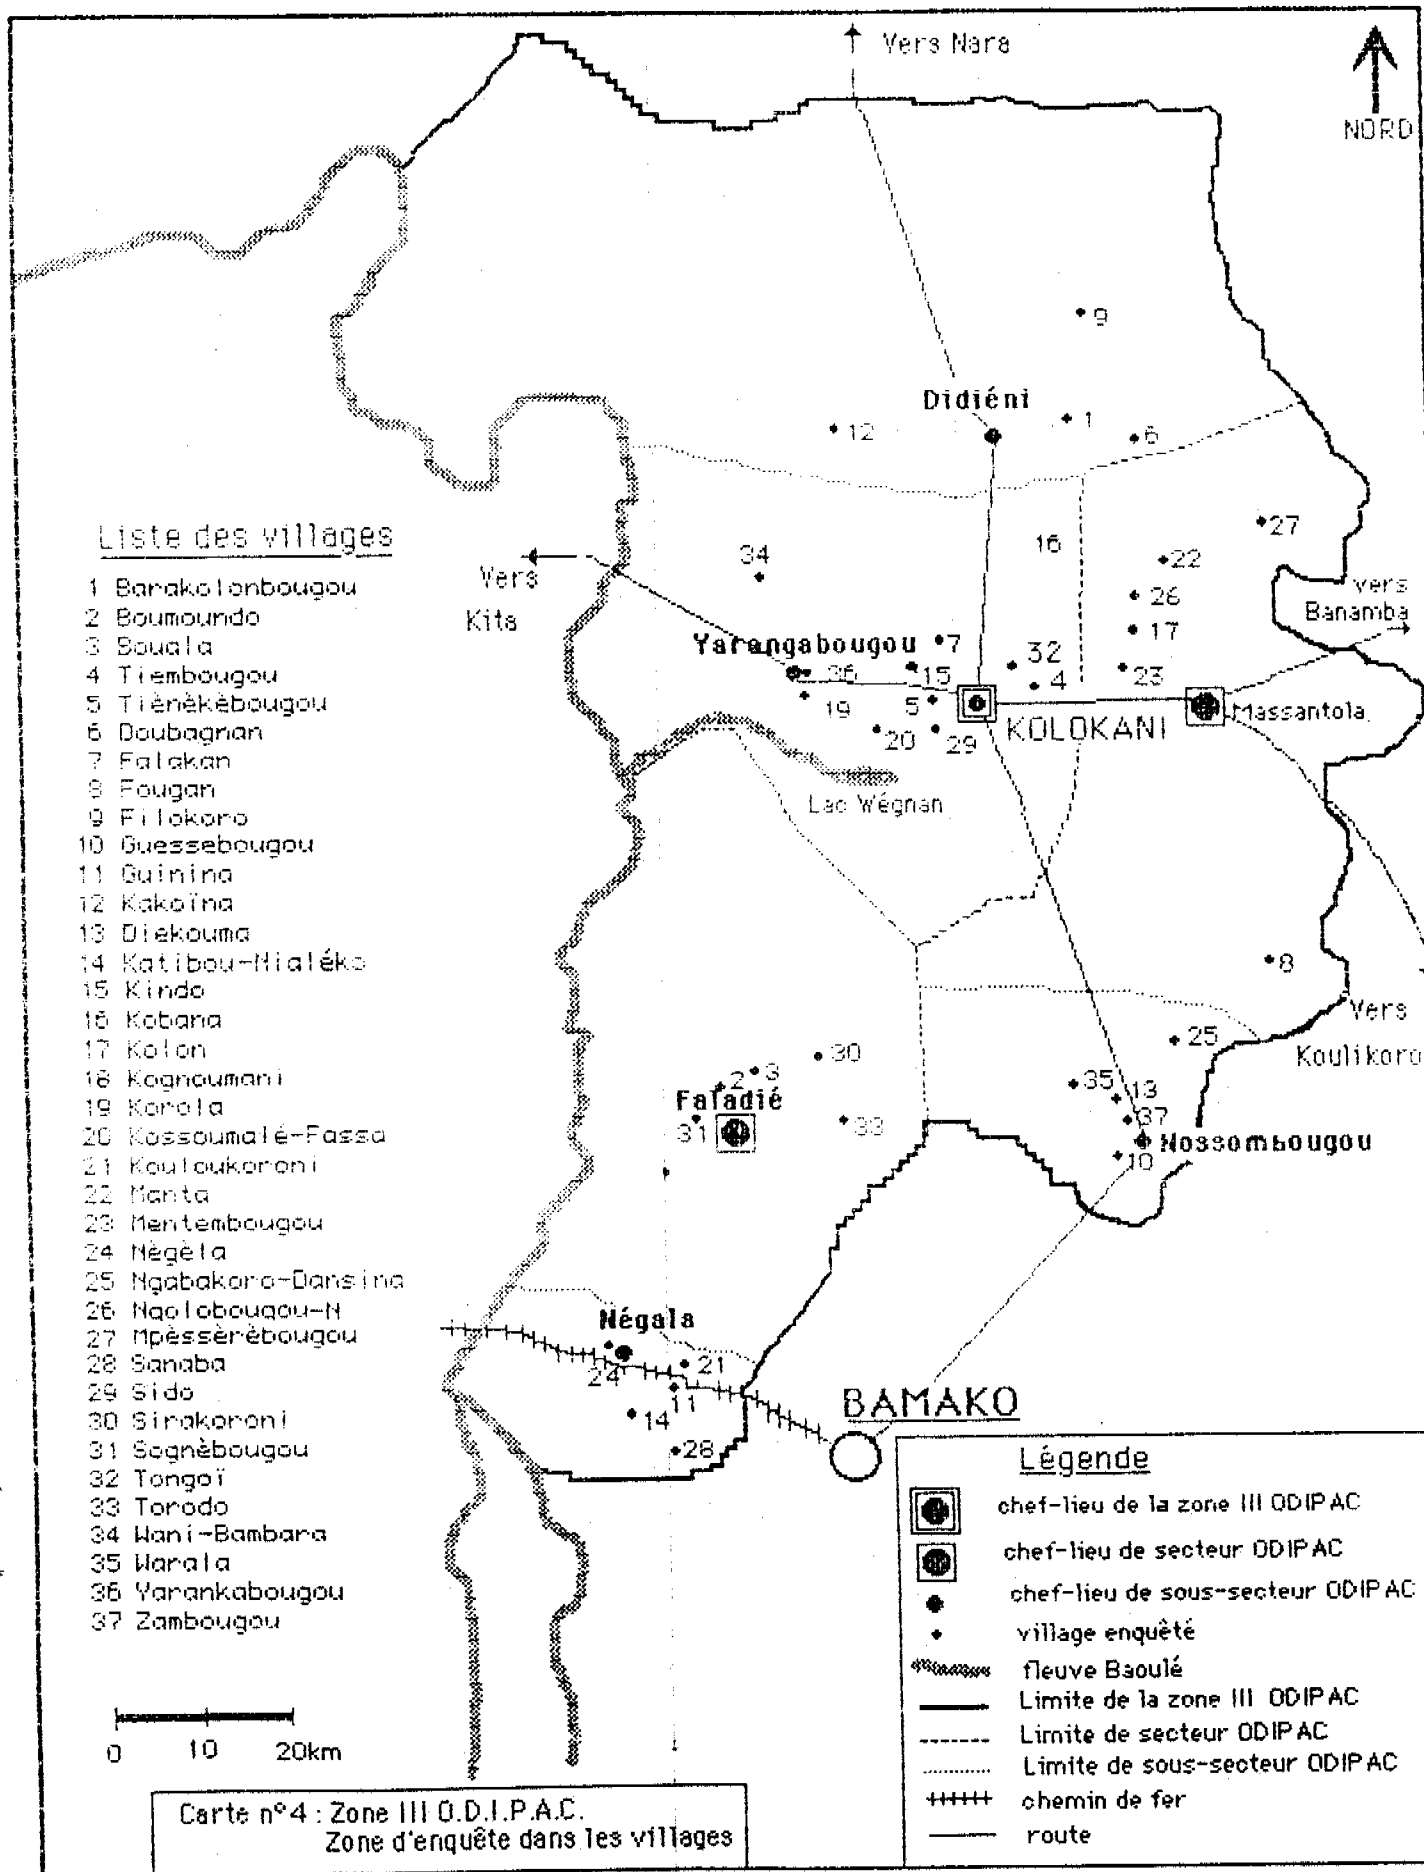 Vers Nara
NORD
9
Didiéni
1
12
6
27
16
22
34
Vers
Kita
26
vers
Banamba
17
7
Yarangabougou
32
36
15
23
4
19
5
Massantola
KOLOKANI
20
29
Lac Wégnan
8
Vers
Koulikoro
25
30
3
2
35
13
Faladié
31
33
37
Nossombougou
10
Négala
21
24
11
14
28
BAMAKO
Liste des villages
1 Barakolonbougou
2 Boumoundo
3 Bouala
4 Tiembougou
5 Tiènèkèbougou
6 Doubagnan
7 Falakan
8 Fougan
9 Filokoro
10 Guessebougou
11 Guinina
12 Kakoïna
13 Diekouma
14 Katibou-Nialéko
15 Kindo
16 Kobana
17 Kolon
18 Kognoumani
19 Korola
20 Kossoumalé-Fassa
21 Kouloukoroni
22 Manta
23 Mentembougou
24 Nègèla
25 Ngabakoro-Dansina
26 Ngolobougou-N
27 Mpèssèrèbougou
28 Sanaba
29 Sido
30 Sirakoroni
31 Sognèbougou
32 Tongoï
33 Torodo
34 Wani-Bambara
35 Warala
36 Yarankabougou
37 Zambougou
0 10 20km
Carte n°4 : Zone III O.D.I.P.A.C.
Zone d'enquête dans les villages
Légende
chef-lieu de la zone III ODIPAC
chef-lieu de secteur ODIPAC
chef-lieu de sous-secteur ODIPAC
village enquêté
fleuve Baoulé
Limite de la zone III ODIPAC
Limite de secteur ODIPAC
Limite de sous-secteur ODIPAC
chemin de fer
route